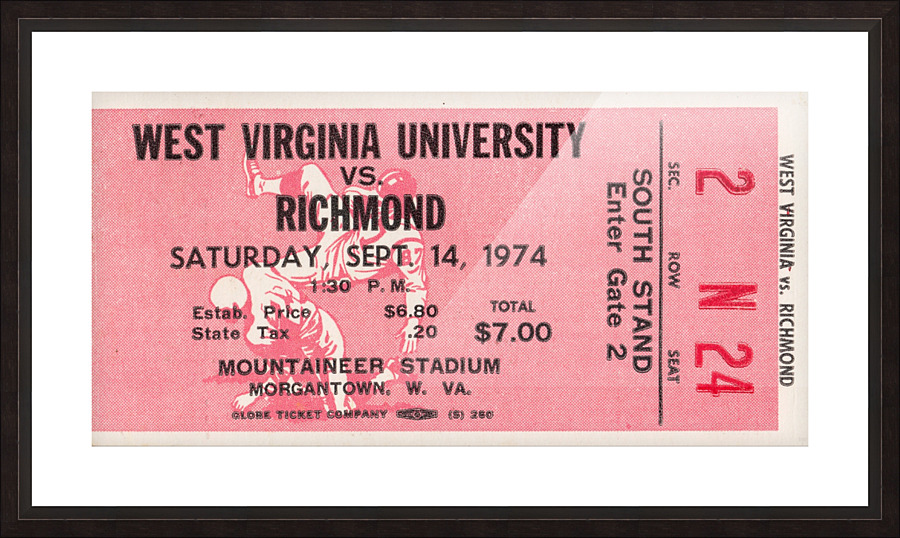 WEST VIRGINIA UNIVERSITY
VS.
RICHMOND
SATURDAY, SEPT. 14, 1974
1:30 P. M.
Estab. Price $6.80
State Tax .20
TOTAL
$7.00
MOUNTAINEER STADIUM
MORGANTOWN, W. VA.
GLOBE TICKET COMPANY (S) 260
SOUTH STAND
Enter Gate 2
SEC. ROW SEAT
2 N 24
WEST VIRGINIA vs. RICHMOND